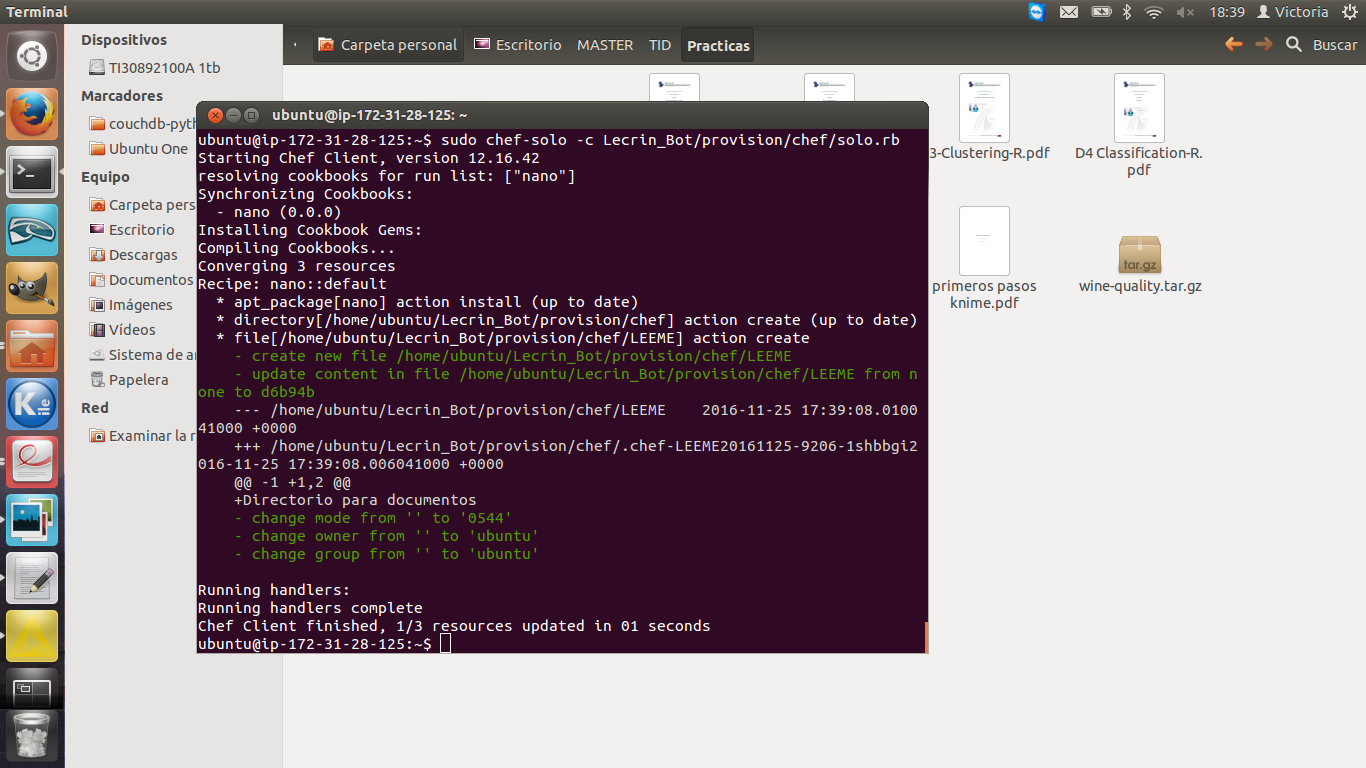 Terminal
18:39
Victoria
Dispositivos
TI30892100A 1tb
Marcadores
couchdb-pyth
Ubuntu One
Equipo
Carpeta pers
Escritorio
Descargas
Documentos
Imágenes
Vídeos
Sistema de ar
Papelera
Red
Examinar la r
Carpeta personal
Escritorio
MASTER
TID
Practicas
Buscar
3-Clustering-R.pdf
D4 Classification-R.
pdf
primeros pasos
knime.pdf
tar.gz
wine-quality.tar.gz
ubuntu@ip-172-31-28-125: ~
ubuntu@ip-172-31-28-125:~$ sudo chef-solo -c Lecrin_Bot/provision/chef/solo.rb
Starting Chef Client, version 12.16.42
resolving cookbooks for run list: ["nano"]
Synchronizing Cookbooks:
  - nano (0.0.0)
Installing Cookbook Gems:
Compiling Cookbooks...
Converging 3 resources
Recipe: nano::default
  * apt_package[nano] action install (up to date)
  * directory[/home/ubuntu/Lecrin_Bot/provision/chef] action create (up to date)
  * file[/home/ubuntu/Lecrin_Bot/provision/chef/LEEME] action create
    - create new file /home/ubuntu/Lecrin_Bot/provision/chef/LEEME
    - update content in file /home/ubuntu/Lecrin_Bot/provision/chef/LEEME from n
one to d6b94b
    --- /home/ubuntu/Lecrin_Bot/provision/chef/LEEME    2016-11-25 17:39:08.0100
41000 +0000
    +++ /home/ubuntu/Lecrin_Bot/provision/chef/.chef-LEEME20161125-9206-1shbbgi2
016-11-25 17:39:08.006041000 +0000
    @@ -1 +1,2 @@
    +Directorio para documentos
    - change mode from '' to '0544'
    - change owner from '' to 'ubuntu'
    - change group from '' to 'ubuntu'
Running handlers:
Running handlers complete
Chef Client finished, 1/3 resources updated in 01 seconds
ubuntu@ip-172-31-28-125:~$
K
ile